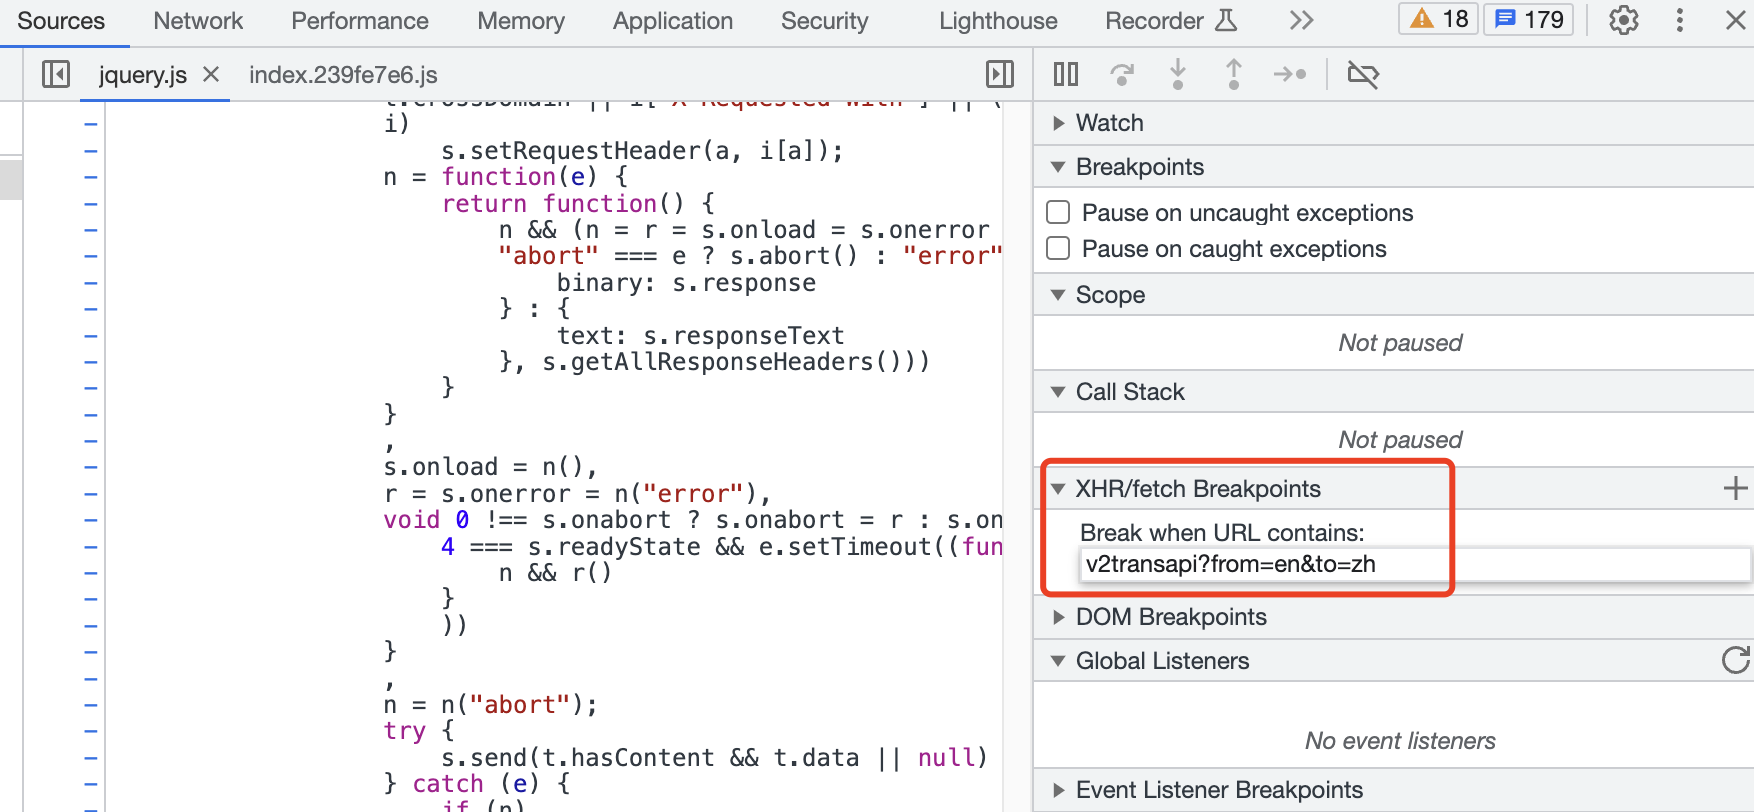 Sources Network Performance Memory Application Security Lighthouse Recorder 18 179
jquery.js index.239fe7e6.js
t.crossDomain || i["X-Requested-With"] || (
i)
s.setRequestHeader(a, i[a]);
n = function(e) {
return function() {
n && (n = r = s.onload = s.onerror
"abort" === e ? s.abort() : "error"
binary: s.response
} : {
text: s.responseText
}, s.getAllResponseHeaders()))
}
}
,
s.onload = n(),
r = s.onerror = n("error"),
void 0 !== s.onabort ? s.onabort = r : s.on
4 === s.readyState && e.setTimeout((fun
n && r()
}
))
}
,
n = n("abort");
try {
s.send(t.hasContent && t.data || null)
} catch (e) {
if (n)
Watch
Breakpoints
Pause on uncaught exceptions
Pause on caught exceptions
Scope
Not paused
Call Stack
Not paused
XHR/fetch Breakpoints
Break when URL contains:
v2transapi?from=en&to=zh
DOM Breakpoints
Global Listeners
No event listeners
Event Listener Breakpoints